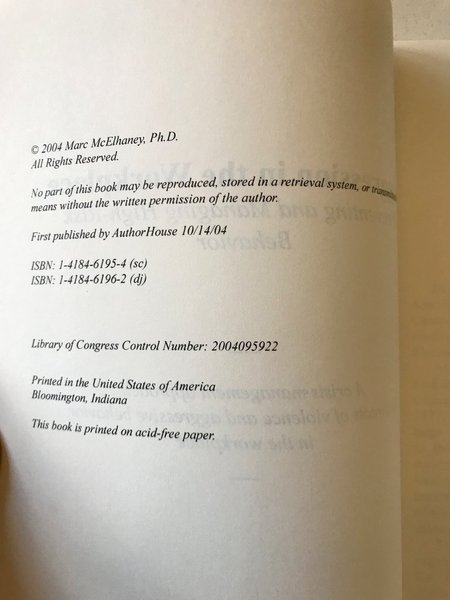 © 2004 Marc McElhaney, Ph.D.
All Rights Reserved.
No part of this book may be reproduced, stored in a retrieval system, or
means without the written permission of the author.
First published by AuthorHouse 10/14/04
ISBN: 1-4184-6195-4 (sc)
ISBN: 1-4184-6196-2 (dj)
Library of Congress Control Number: 2004095922
Printed in the United States of America
Bloomington, Indiana
This book is printed on acid-free paper.